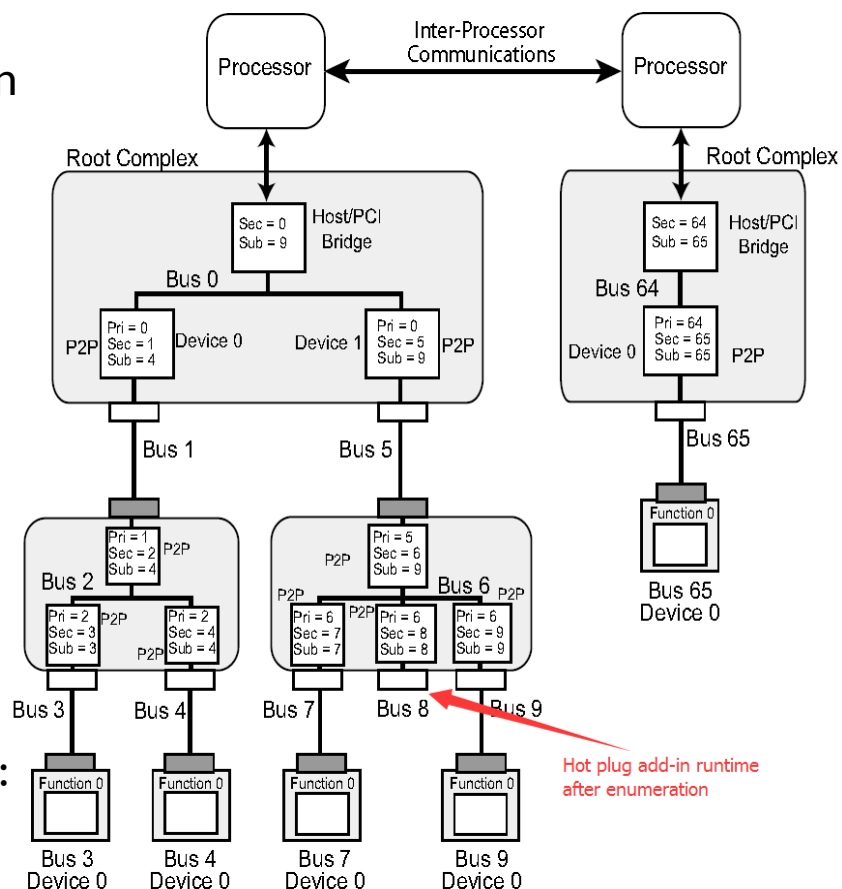 n
Inter-Processor
Communications
Processor
Processor
Root Complex
Root Complex
Sec = 0
Sub = 9
Host/PCI
Bridge
Sec = 64
Sub = 65
Host/PCI
Bridge
Bus 0
Bus 64
P2P
Pri = 0
Sec = 1
Sub = 4
Device 0
Device 1
Pri = 0
Sec = 5
Sub = 9
P2P
Device 0
Pri = 64
Sec = 65
Sub = 65
P2P
Bus 1
Bus 5
Bus 65
Pri = 1
Sec = 2
Sub = 4
P2P
P2P
Pri = 5
Sec = 6
Sub = 9
Function 0
Bus 65
Device 0
Bus 2
Bus 6
Pri = 2
Sec = 3
Sub = 3
P2P
P2P
Pri = 2
Sec = 4
Sub = 4
P2P
Pri = 6
Sec = 7
Sub = 7
P2P
Pri = 6
Sec = 8
Sub = 8
P2P
Pri = 6
Sec = 9
Sub = 9
Bus 3
Bus 4
Bus 7
Bus 8
Bus 9
Hot plug add-in runtime
after enumeration
:
Function 0
Function 0
Function 0
Function 0
Bus 3
Device 0
Bus 4
Device 0
Bus 7
Device 0
Bus 9
Device 0